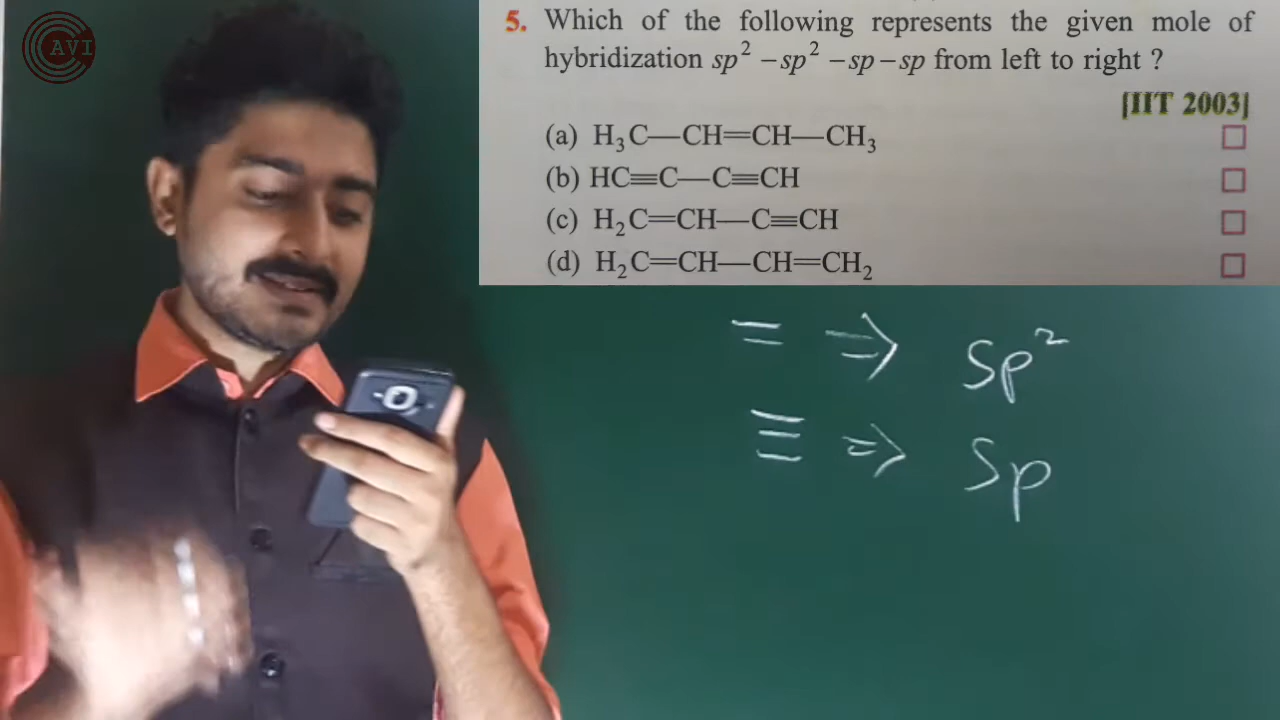 CAVI
5. Which of the following represents the given mole of
hybridization sp² – sp² – sp – sp from left to right ?
[IIT 2003]
(a) H₃C—CH=CH—CH₃
(b) HC≡C—C≡CH
(c) H₂C=CH—C≡CH
(d) H₂C=CH—CH=CH₂
= ⇒ Sp²
≡ ⇒ Sp